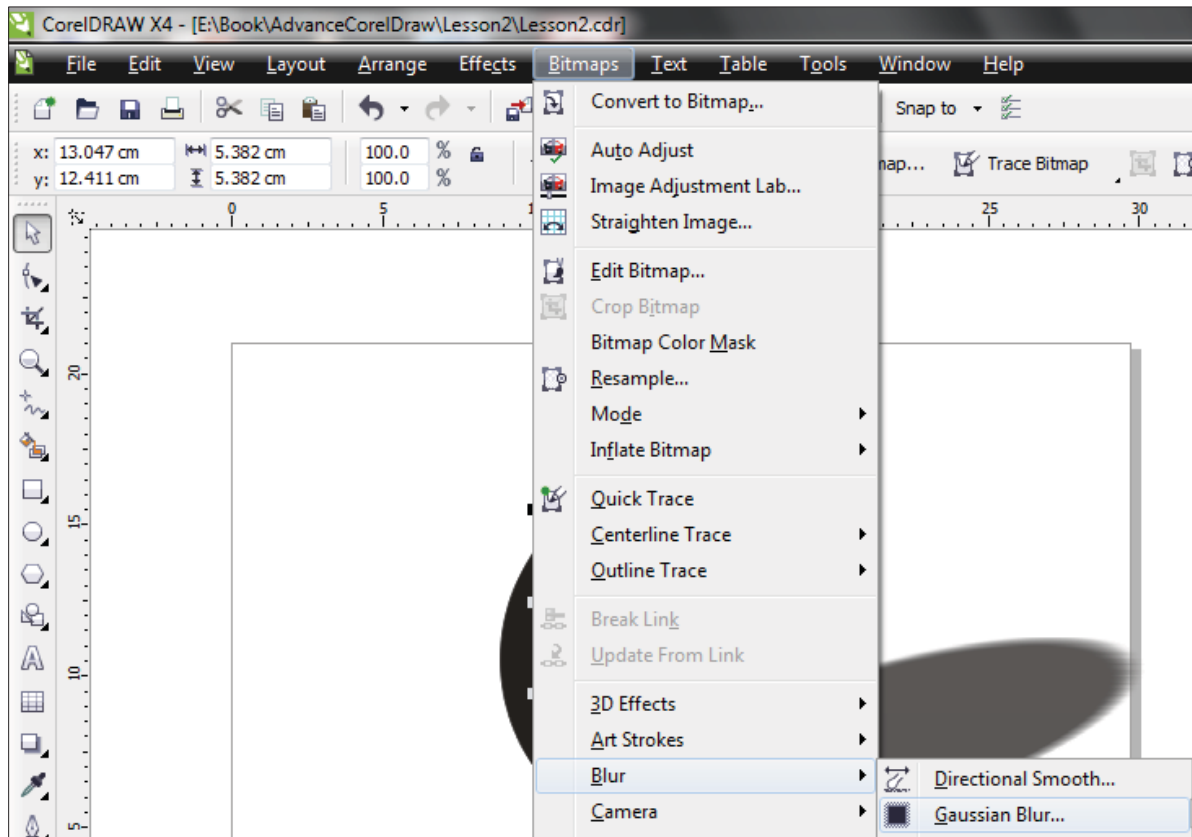 CorelDRAW X4 - [E:\Book\AdvanceCorelDraw\Lesson2\Lesson2.cdr]
File Edit View Layout Arrange Effects Bitmaps Text Table Tools Window Help
Snap to
x: 13.047 cm 5.382 cm 100.0 %
y: 12.411 cm 5.382 cm 100.0 %
Trace Bitmap
0 5 25 30
20
15
10
5
Convert to Bitmap...
Auto Adjust
Image Adjustment Lab...
Straighten Image...
Edit Bitmap...
Crop Bitmap
Bitmap Color Mask
Resample...
Mode
Inflate Bitmap
Quick Trace
Centerline Trace
Outline Trace
Break Link
Update From Link
3D Effects
Art Strokes
Blur
Camera
Directional Smooth...
Gaussian Blur...